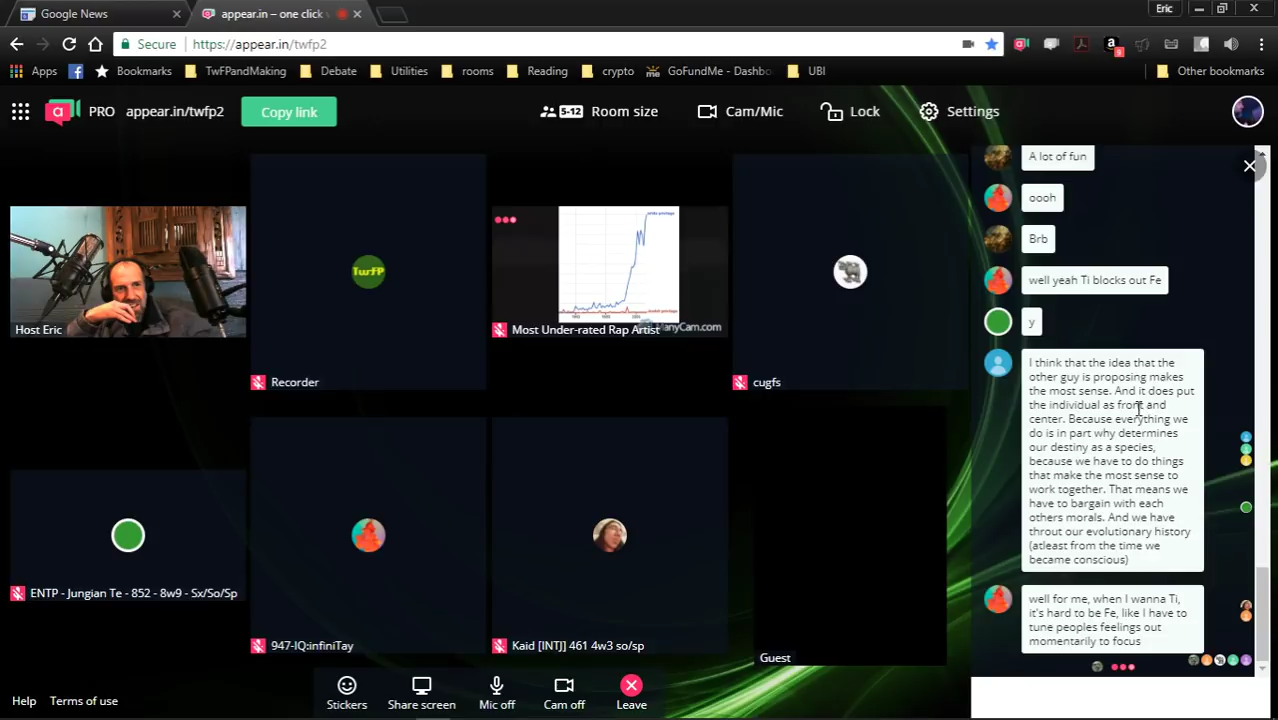 Google News
appear.in – one click
Eric
Secure
https://appear.in/twfp2
9
Apps
Bookmarks
TwFPandMaking
Debate
Utilities
rooms
Reading
crypto
GoFundMe - Dashbo
UBI
Other bookmarks
PRO
appear.in/twfp2
Copy link
5-12 Room size
Cam/Mic
Lock
Settings
Host Eric
TwfP
Recorder
white privilege
ManyCam.com
Most Under-rated Rap Artist
cugfs
ENTP - Jungian Te - 852 - 8w9 - Sx/So/Sp
947-IQ:infiniTay
Kaid [INTJ] 461 4w3 so/sp
Guest
A lot of fun
oooh
Brb
well yeah Ti blocks out Fe
y
I think that the idea that the
other guy is proposing makes
the most sense. And it does put
the individual as front and
center. Because everything we
do is in part why determines
our destiny as a species,
because we have to do things
that make the most sense to
work together. That means we
have to bargain with each
others morals. And we have
throut our evolutionary history
(atleast from the time we
became conscious)
well for me, when I wanna Ti,
it's hard to be Fe, like I have to
tune peoples feelings out
momentarily to focus
Help
Terms of use
Stickers
Share screen
Mic off
Cam off
Leave